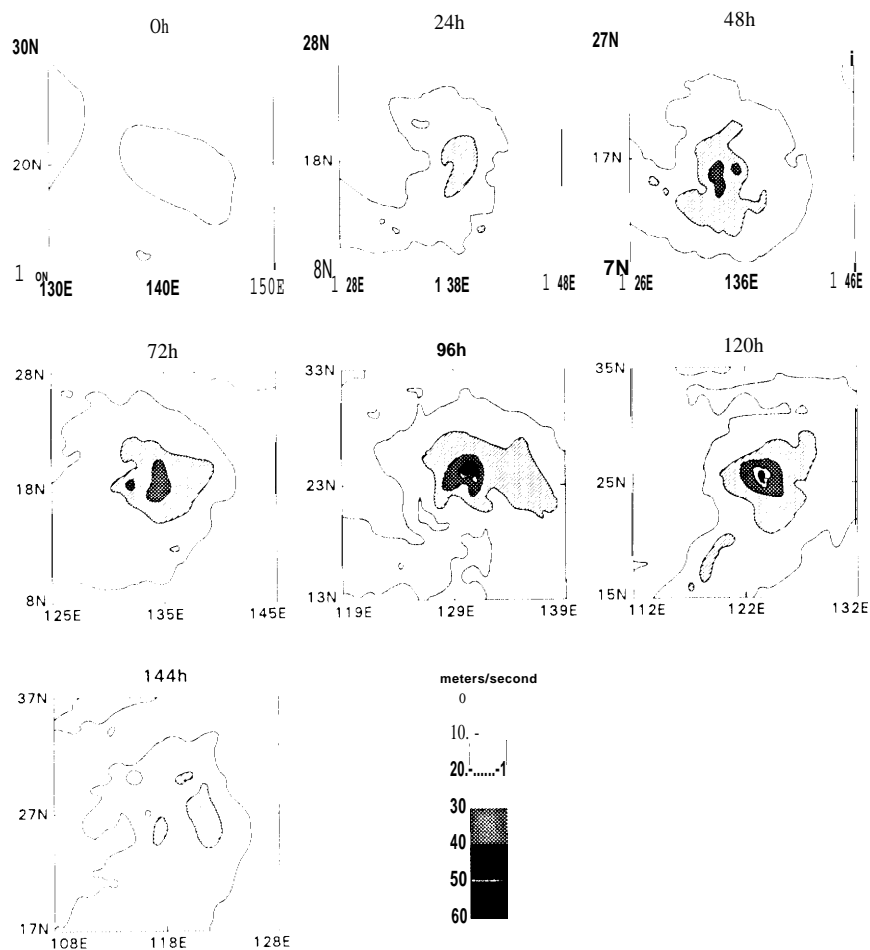 0h 24h 48h
30N
20N
1 0N
130E 140E 150E
28N
18N
8N
1 28E 1 38E 1 48E
27N
i
17N
7N
1 26E 136E 1 46E
72h 96h 120h
28N
18N
8N
125E 135E 145E
33N
23N
13N
119E 129E 139E
35N
25N
15N
112E 122E 132E
144h
37N
27N
17N
108E 118E 128E
meters/second
0
10. -
20.-......-1
30
40
50
60